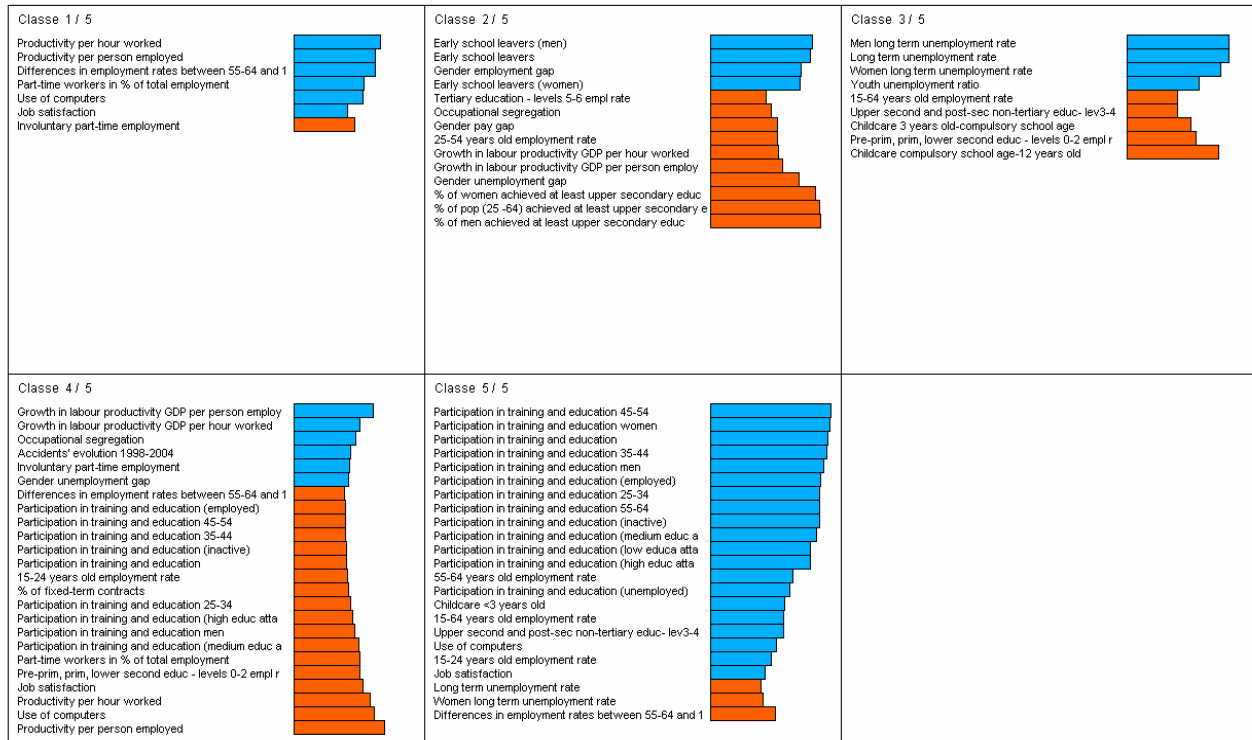 Classe 1 / 5
Productivity per hour worked
Productivity per person employed
Differences in employment rates between 55-64 and 1
Part-time workers in % of total employment
Use of computers
Job satisfaction
Involuntary part-time employment
Classe 2 / 5
Early school leavers (men)
Early school leavers
Gender employment gap
Early school leavers (women)
Tertiary education - levels 5-6 empl rate
Occupational segregation
Gender pay gap
25-54 years old employment rate
Growth in labour productivity GDP per hour worked
Growth in labour productivity GDP per person employ
Gender unemployment gap
% of women achieved at least upper secondary educ
% of pop (25 -64) achieved at least upper secondary e
% of men achieved at least upper secondary educ
Classe 3 / 5
Men long term unemployment rate
Long term unemployment rate
Women long term unemployment rate
Youth unemployment ratio
15-64 years old employment rate
Upper second and post-sec non-tertiary educ- lev3-4
Childcare 3 years old-compulsory school age
Pre-prim, prim, lower second educ - levels 0-2 empl r
Childcare compulsory school age-12 years old
Classe 4 / 5
Growth in labour productivity GDP per person employ
Growth in labour productivity GDP per hour worked
Occupational segregation
Accidents' evolution 1998-2004
Involuntary part-time employment
Gender unemployment gap
Differences in employment rates between 55-64 and 1
Participation in training and education (employed)
Participation in training and education 45-54
Participation in training and education 35-44
Participation in training and education (inactive)
Participation in training and education
15-24 years old employment rate
% of fixed-term contracts
Participation in training and education 25-34
Participation in training and education (high educ atta
Participation in training and education men
Participation in training and education (medium educ a
Part-time workers in % of total employment
Pre-prim, prim, lower second educ - levels 0-2 empl r
Job satisfaction
Productivity per hour worked
Use of computers
Productivity per person employed
Classe 5 / 5
Participation in training and education 45-54
Participation in training and education women
Participation in training and education
Participation in training and education 35-44
Participation in training and education men
Participation in training and education (employed)
Participation in training and education 25-34
Participation in training and education 55-64
Participation in training and education (inactive)
Participation in training and education (medium educ a
Participation in training and education (low educa atta
Participation in training and education (high educ atta
55-64 years old employment rate
Participation in training and education (unemployed)
Childcare <3 years old
15-64 years old employment rate
Upper second and post-sec non-tertiary educ- lev3-4
Use of computers
15-24 years old employment rate
Job satisfaction
Long term unemployment rate
Women long term unemployment rate
Differences in employment rates between 55-64 and 1